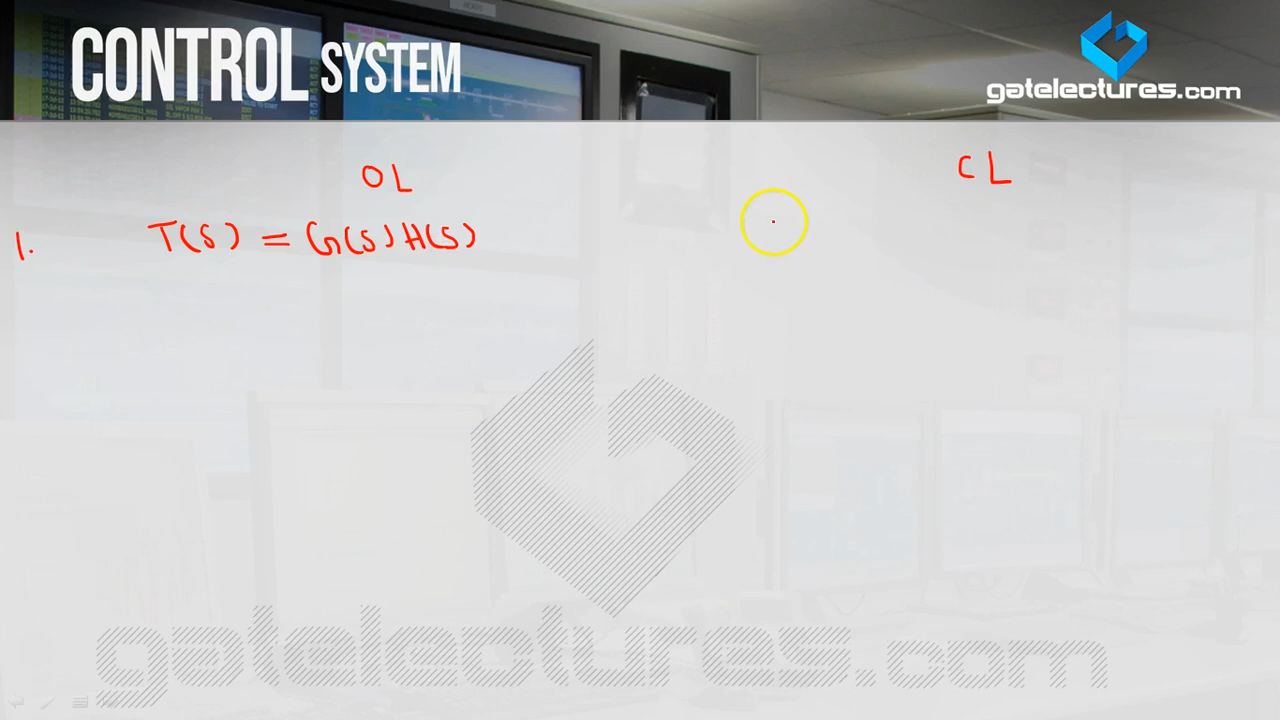 CONTROL SYSTEM
gatelectures.com
OL
CL
1. T(s) = G(s) H(s)
gatelectures.com